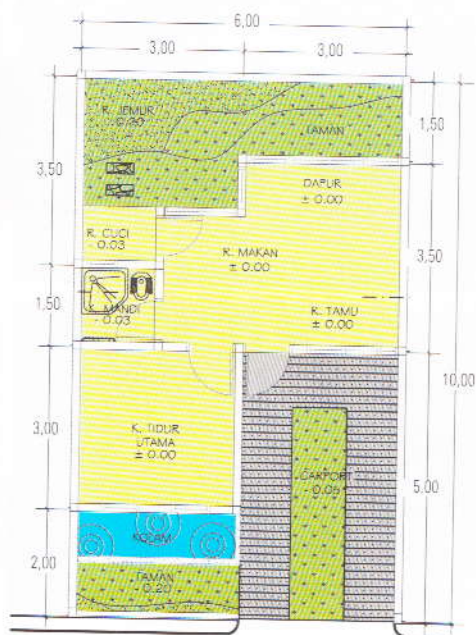 6,00
3,00
3,00
R. JEMUR
- 0.20
TAMAN
1,50
3,50
DAPUR
± 0.00
R. CUCI
- 0.03
R. MAKAN
± 0.00
3,50
1,50
MANDI
- 0.03
R. TAMU
± 0.00
10,00
3,00
K. TIDUR
UTAMA
± 0.00
CARPORT
- 0.05
5,00
KOLAM
2,00
TAMAN
- 0.20